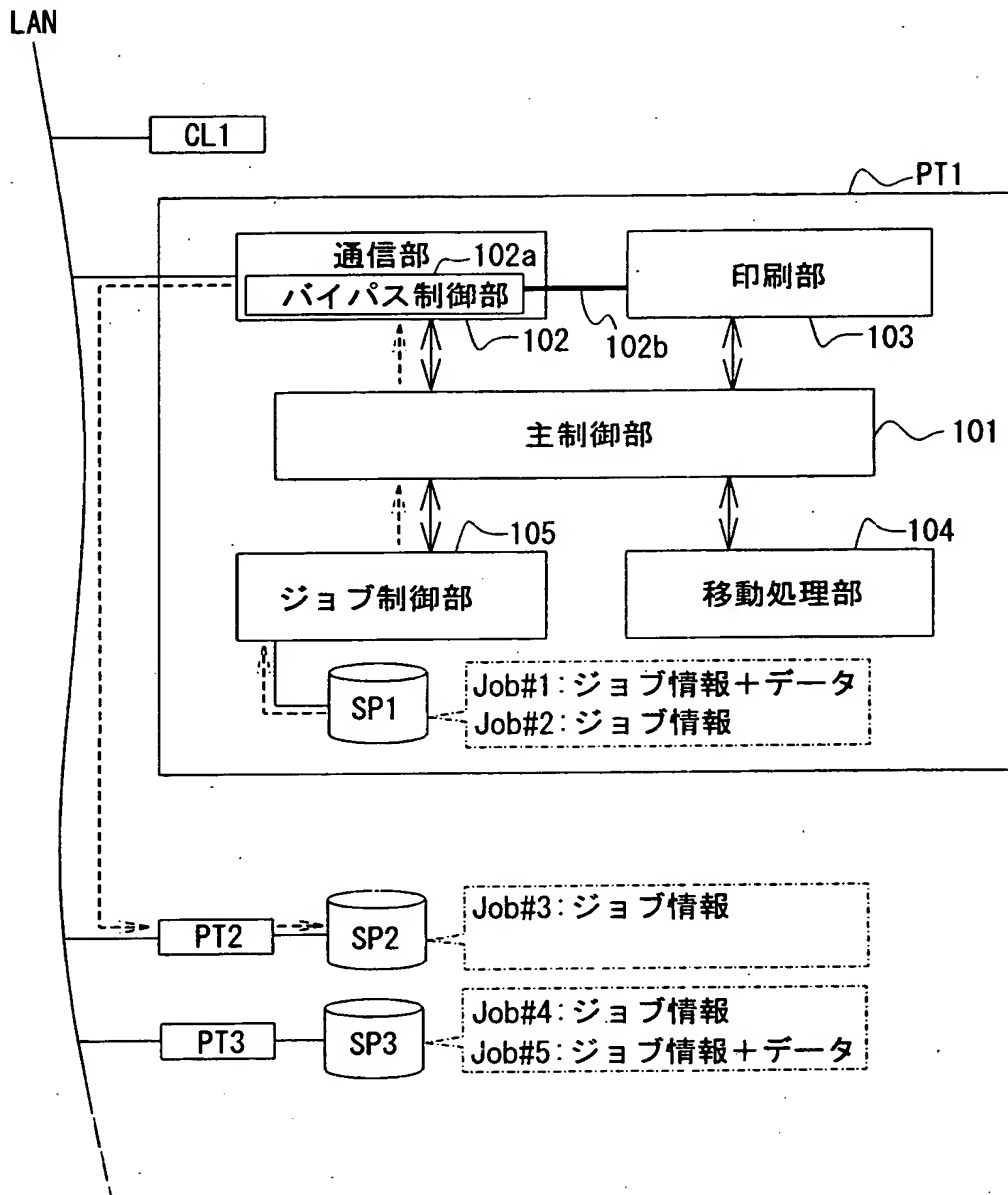 LAN
CL1
PT1
通信部
102a
バイパス制御部
102
102b
印刷部
103
主制御部
101
105
ジョブ制御部
104
移動処理部
SP1
Job#1:ジョブ情報+データ
Job#2:ジョブ情報
PT2
SP2
Job#3:ジョブ情報
PT3
SP3
Job#4:ジョブ情報
Job#5:ジョブ情報+データ